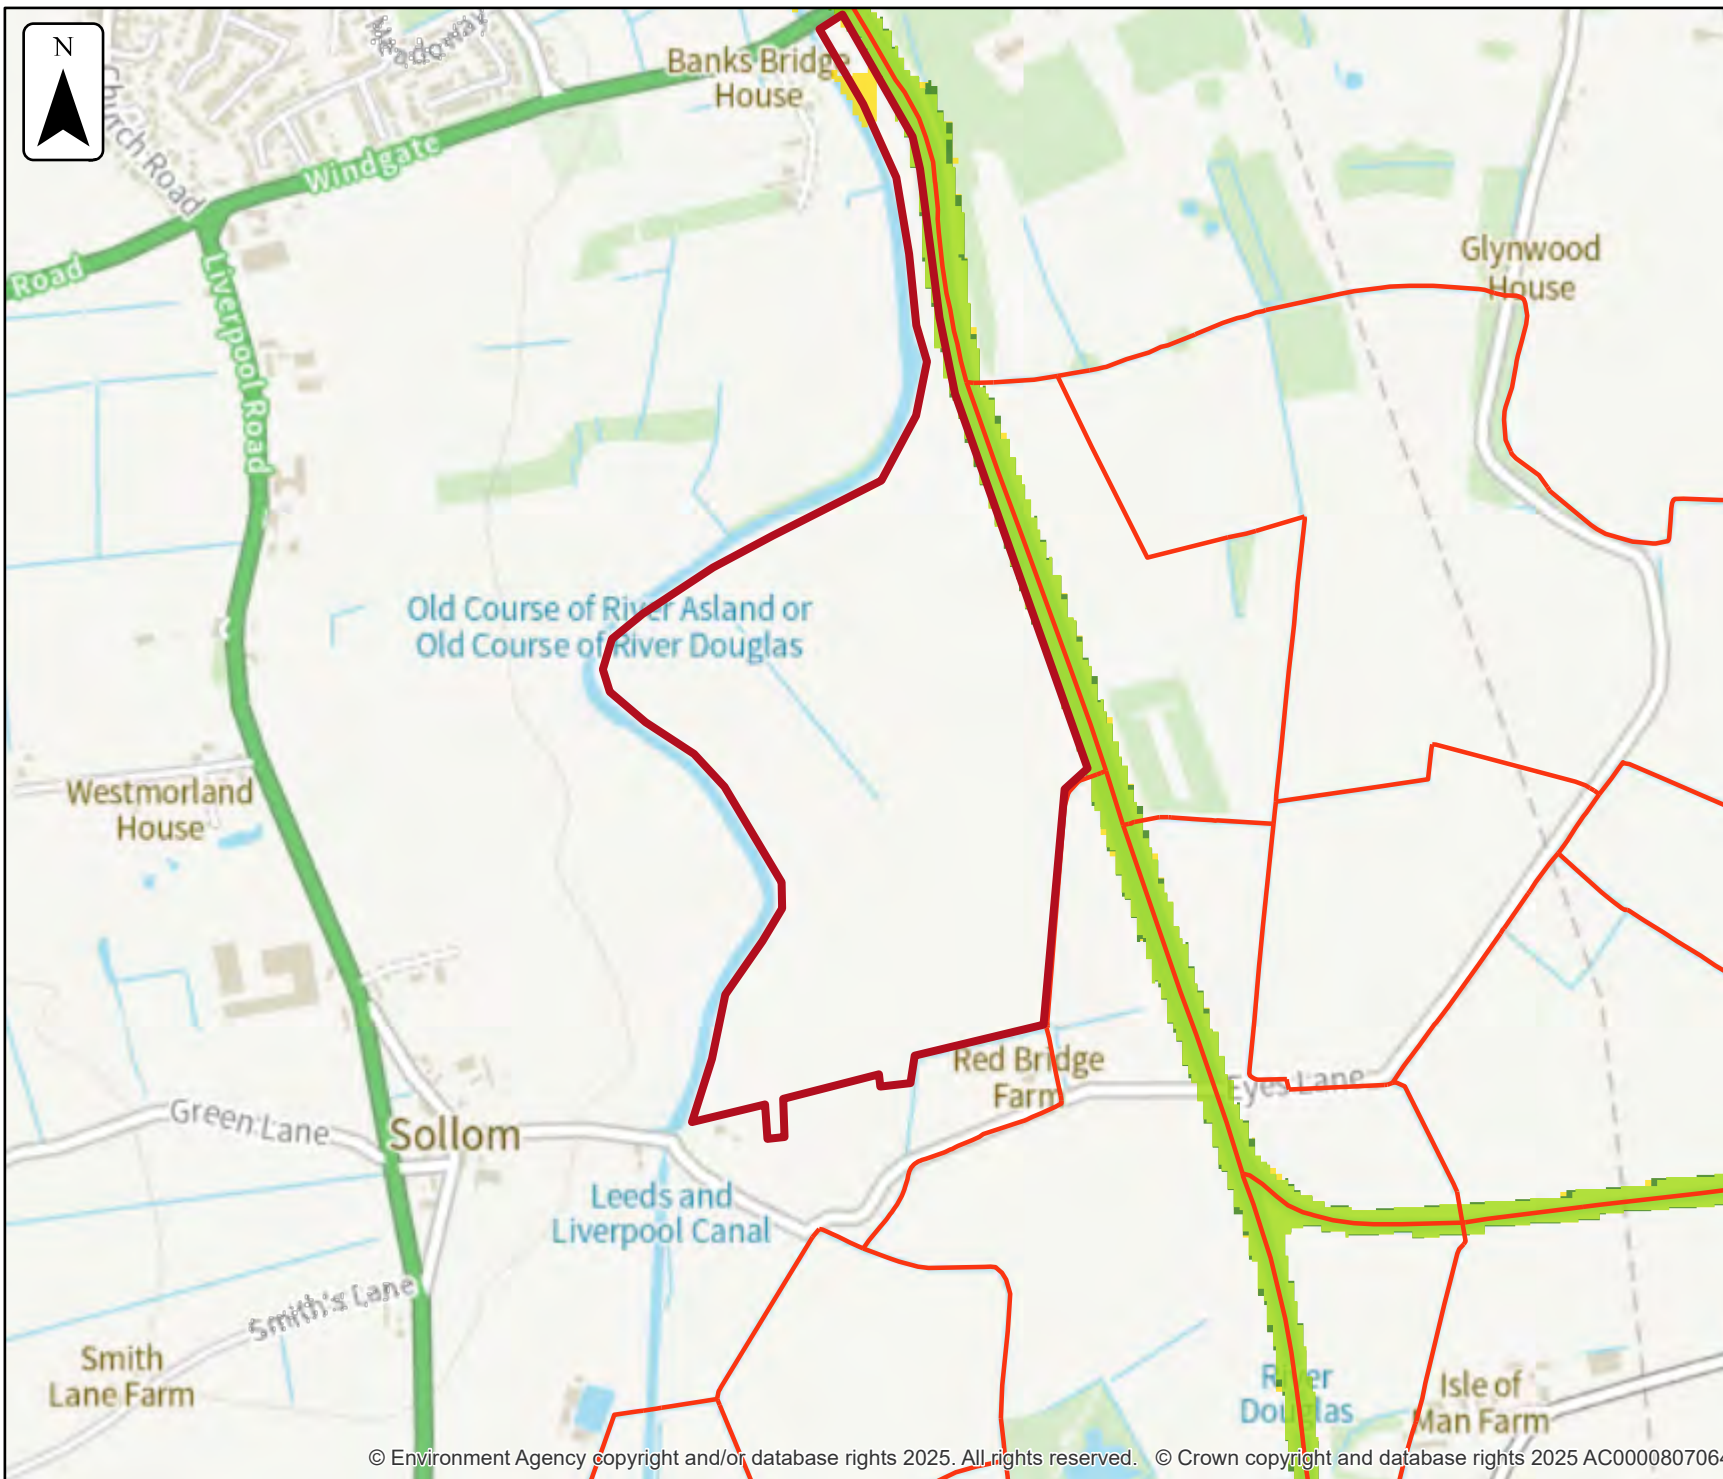 N
Church Road
Banks Bridge
House
Windgate
Road
Liverpool Road
Glynwood
House
Old Course of River Asland or
Old Course of River Douglas
Westmorland
House
Red Bridge
Farm
Eyes Lane
Green Lane
Sollom
Leeds and
Liverpool Canal
Smith's Lane
Smith
Lane Farm
River
Douglas
Isle of
Man Farm
© Environment Agency copyright and/or database rights 2025. All rights reserved. © Crown copyright and database rights 2025 AC000080706